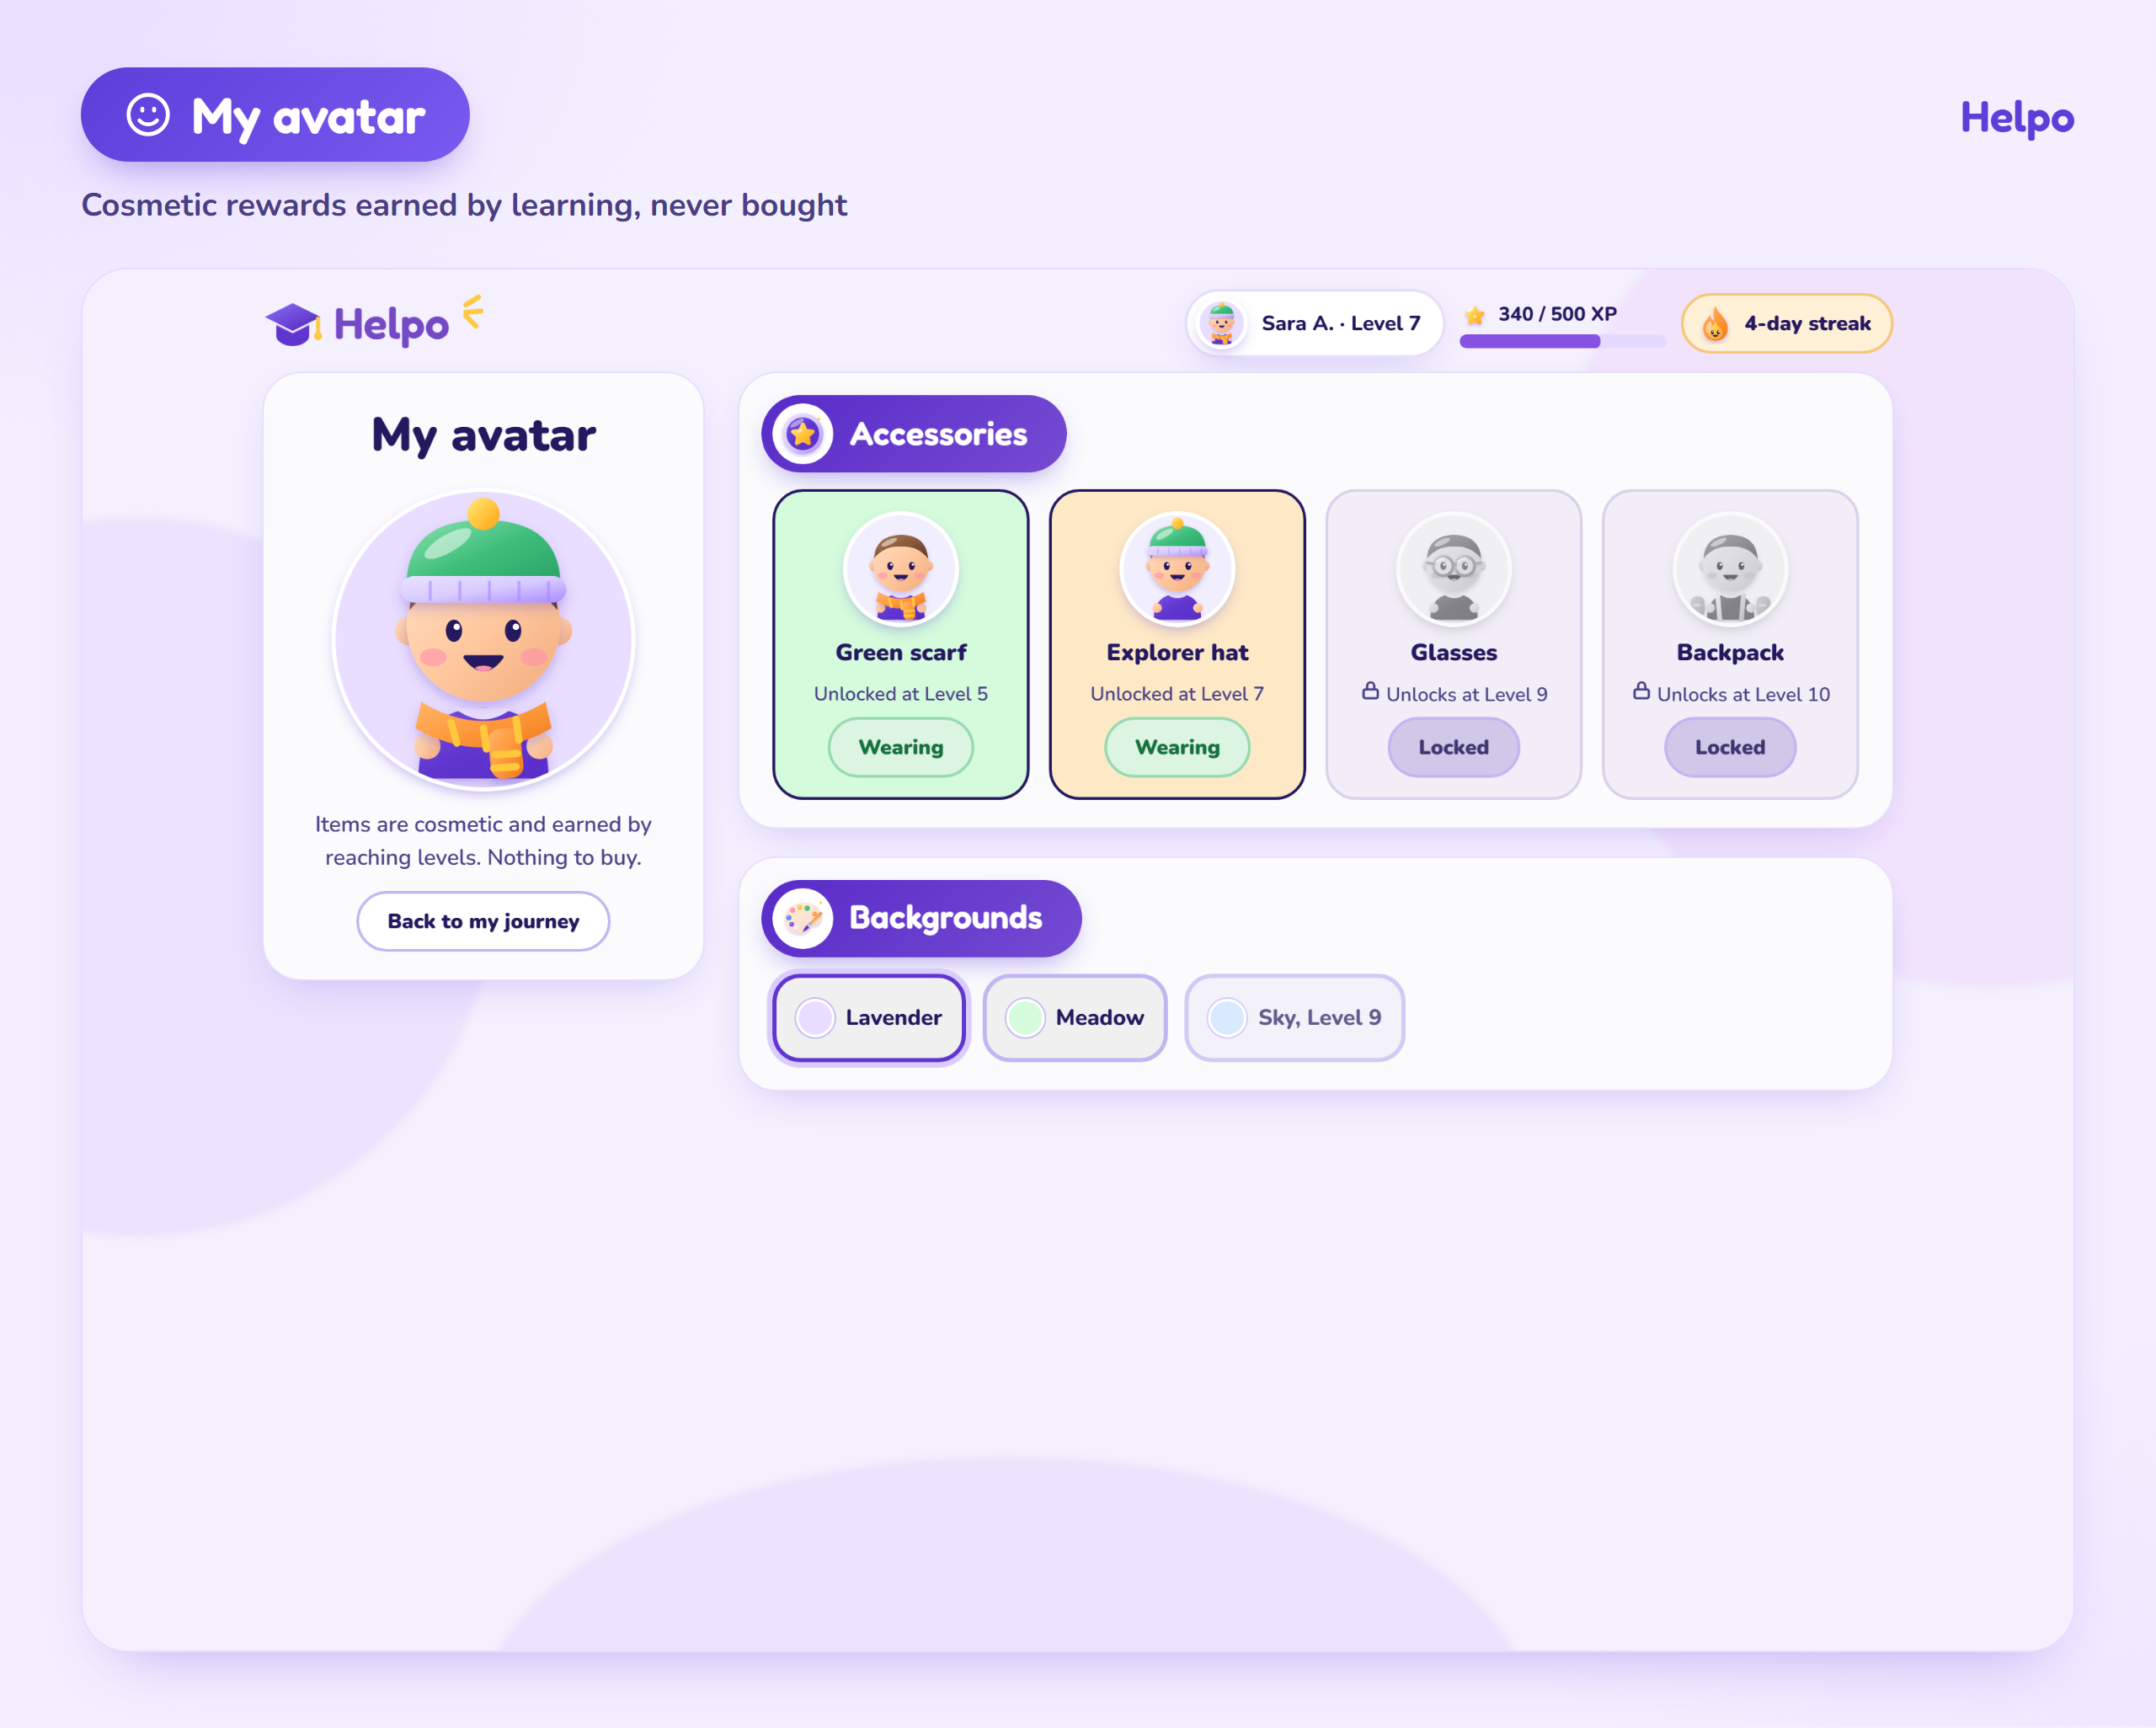 My avatar
Helpo
Cosmetic rewards earned by learning, never bought
Helpo
Sara A. · Level 7
340 / 500 XP
4-day streak
My avatar
Items are cosmetic and earned by
reaching levels. Nothing to buy.
Back to my journey
Accessories
Green scarf
Unlocked at Level 5
Wearing
Explorer hat
Unlocked at Level 7
Wearing
Glasses
Unlocks at Level 9
Locked
Backpack
Unlocks at Level 10
Locked
Backgrounds
Lavender
Meadow
Sky, Level 9